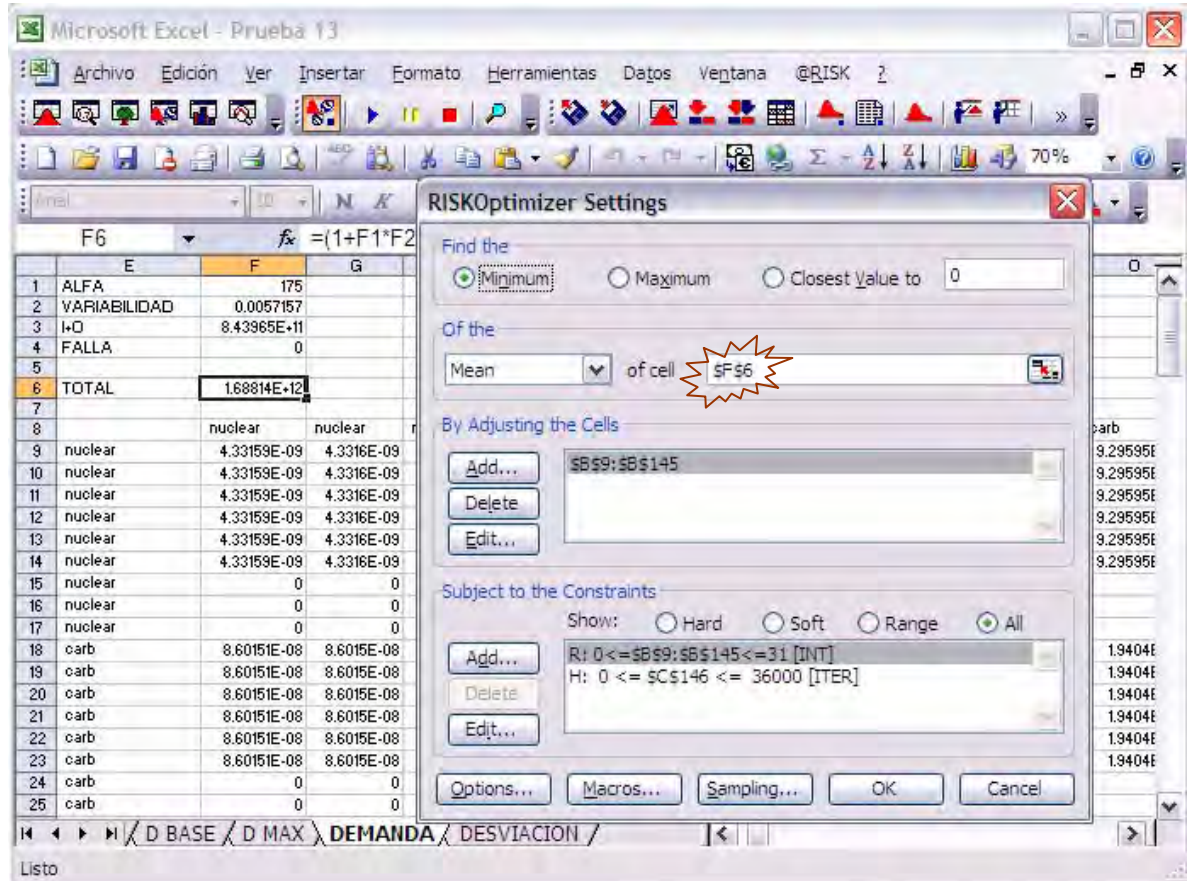 Microsoft Excel - Prueba 13
Archivo Edición Ver Insertar Formato Herramientas Datos Ventana @RISK ?
70%
Arial 10 N K
F6 fx =(1+F1*F2
RISKOptimizer Settings
Find the
Minimum Maximum Closest Value to 0
Of the
Mean of cell $F$6
By Adjusting the Cells
Add... $B$9:$B$145
Delete
Edit...
Subject to the Constraints
Show: Hard Soft Range All
Add... R: 0<=$B$9:$B$145<=31 [INT]
H: 0 <= $C$146 <= 36000 [ITER]
Delete
Edit...
Options... Macros... Sampling... OK Cancel
E F G O
1 ALFA 175
2 VARIABILIDAD 0.0057157
3 I+O 8.43965E+11
4 FALLA 0
5
6 TOTAL 1.68814E+12
7
8 nuclear nuclear carb
9 nuclear 4.33159E-09 4.3316E-09 9.29595E
10 nuclear 4.33159E-09 4.3316E-09 9.29595E
11 nuclear 4.33159E-09 4.3316E-09 9.29595E
12 nuclear 4.33159E-09 4.3316E-09 9.29595E
13 nuclear 4.33159E-09 4.3316E-09 9.29595E
14 nuclear 4.33159E-09 4.3316E-09 9.29595E
15 nuclear 0 0
16 nuclear 0 0
17 nuclear 0 0
18 carb 8.60151E-08 8.6015E-08 1.9404E
19 carb 8.60151E-08 8.6015E-08 1.9404E
20 carb 8.60151E-08 8.6015E-08 1.9404E
21 carb 8.60151E-08 8.6015E-08 1.9404E
22 carb 8.60151E-08 8.6015E-08 1.9404E
23 carb 8.60151E-08 8.6015E-08 1.9404E
24 carb 0 0
25 carb 0 0
D BASE / D MAX \ DEMANDA / DESVIACION /
Listo